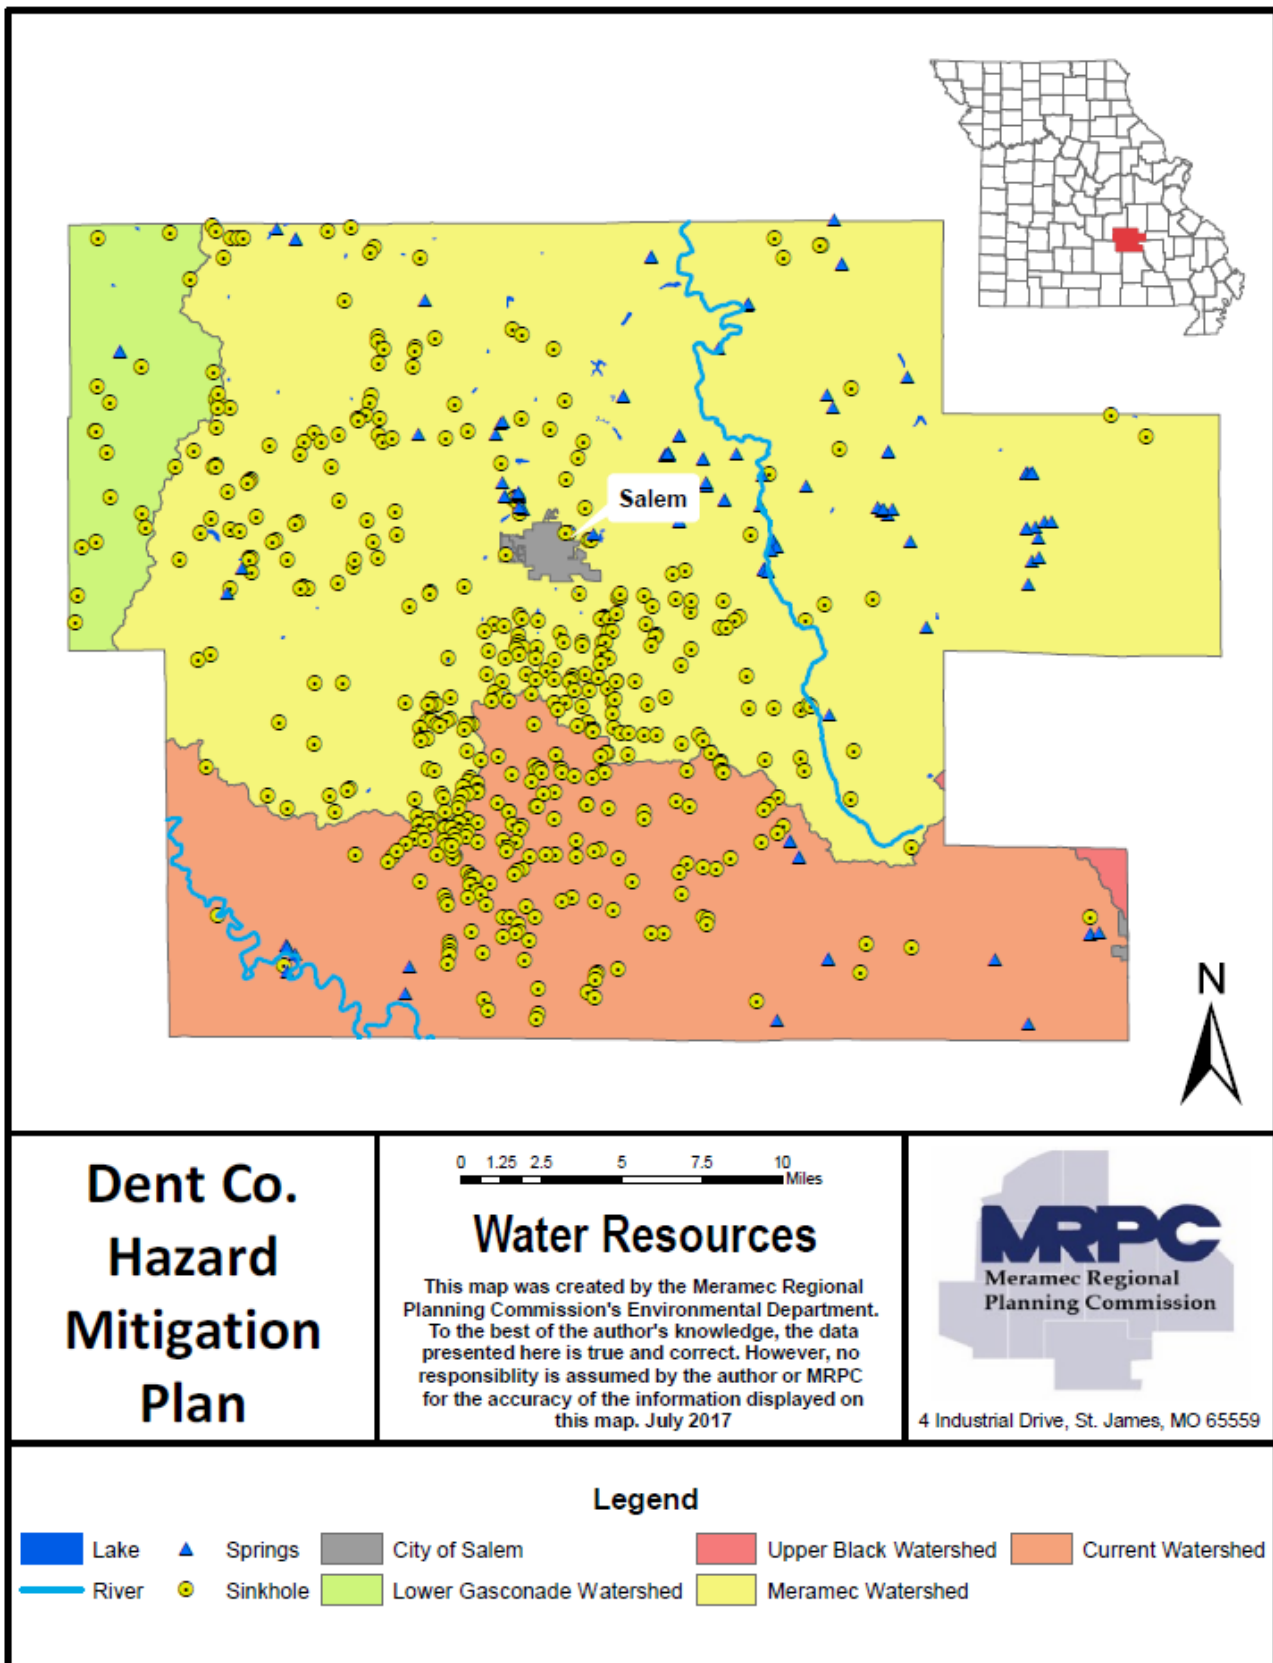 Salem
N
Dent Co.
Hazard
Mitigation
Plan
0 1.25 2.5 5 7.5 10
Miles
Water Resources
This map was created by the Meramec Regional
Planning Commission's Environmental Department.
To the best of the author's knowledge, the data
presented here is true and correct. However, no
responsiblity is assumed by the author or MRPC
for the accuracy of the information displayed on
this map. July 2017
MRPC
Meramec Regional
Planning Commission
4 Industrial Drive, St. James, MO 65559
Legend
Lake Springs City of Salem Upper Black Watershed Current Watershed
River Sinkhole Lower Gasconade Watershed Meramec Watershed